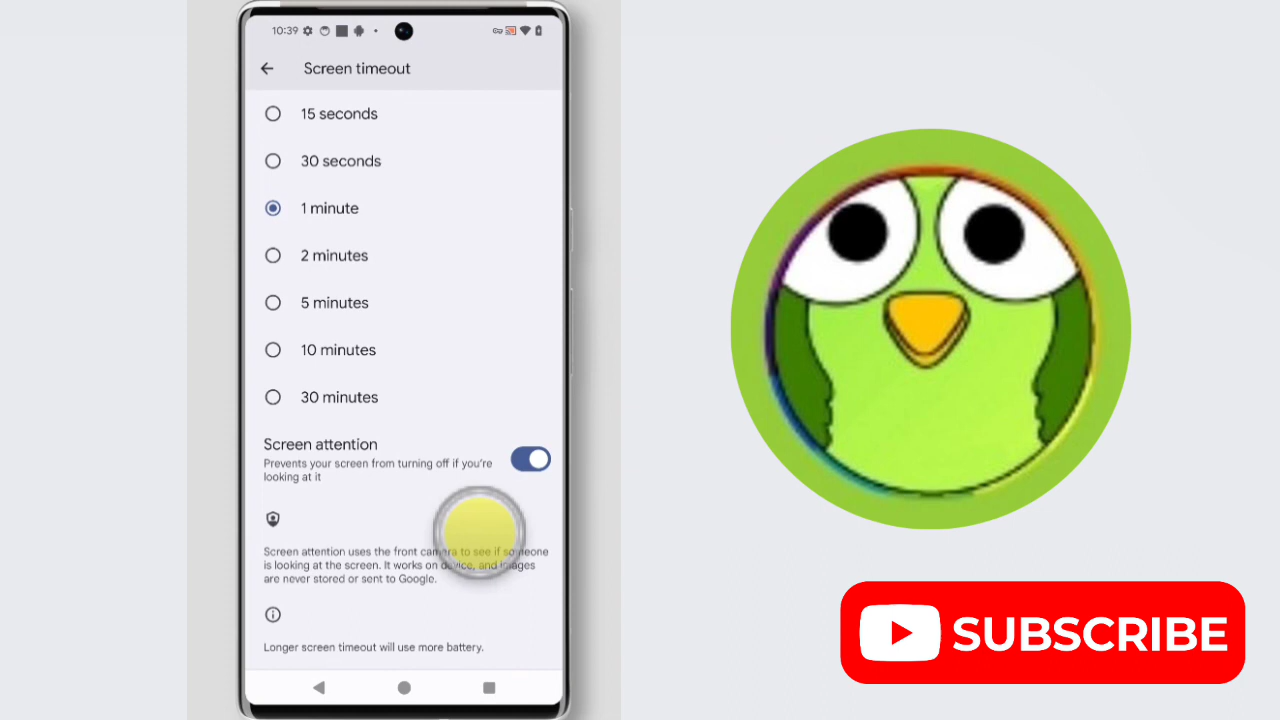 10:39
Screen timeout
15 seconds
30 seconds
1 minute
2 minutes
5 minutes
10 minutes
30 minutes
Screen attention
Prevents your screen from turning off if you're
looking at it
Screen attention uses the front camera to see if someone
is looking at the screen. It works on device, and images
are never stored or sent to Google.
Longer screen timeout will use more battery.
SUBSCRIBE